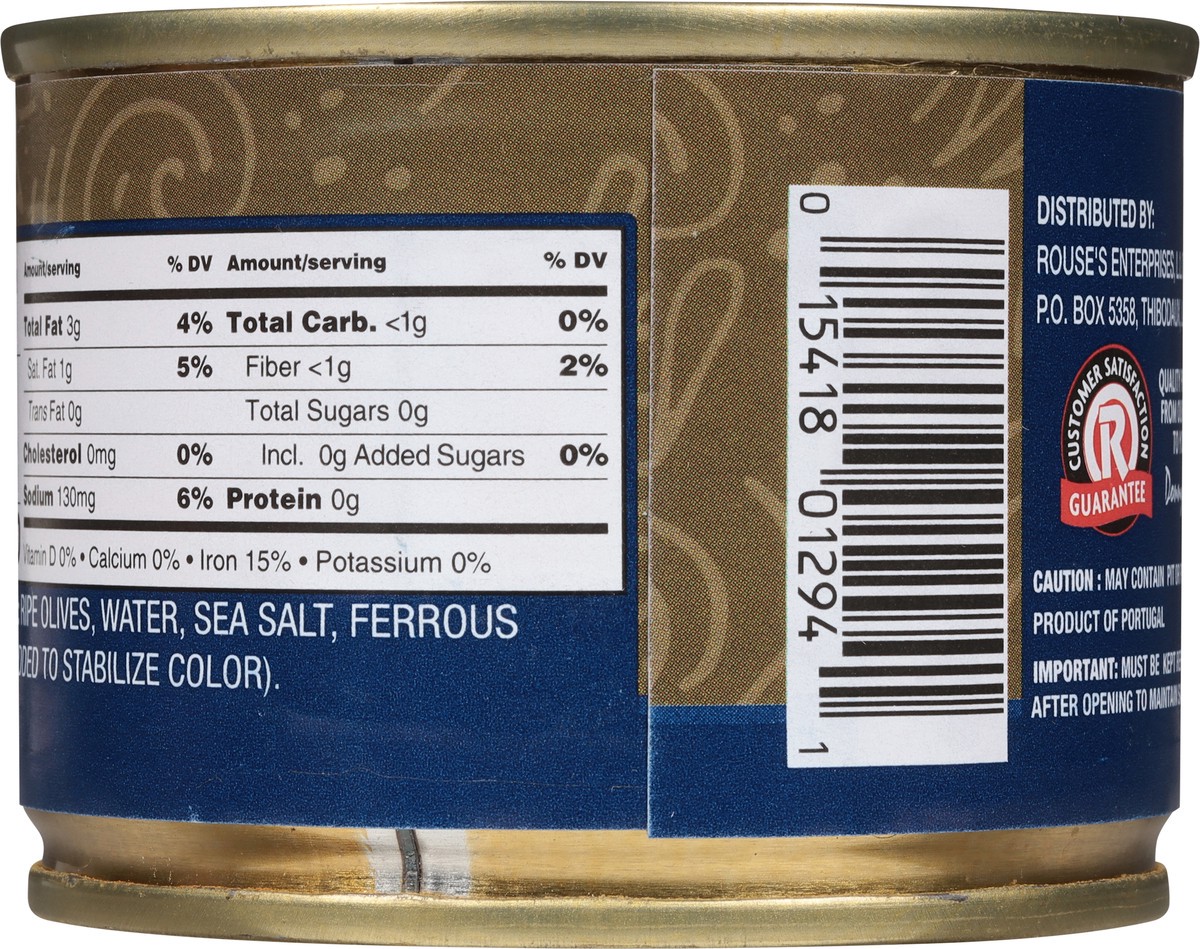 Amount/serving % DV Amount/serving % DV
Total Fat 3g 4% Total Carb. <1g 0%
Sat. Fat 1g 5% Fiber <1g 2%
Trans Fat 0g Total Sugars 0g
Cholesterol 0mg 0% Incl. 0g Added Sugars 0%
Sodium 130mg 6% Protein 0g
Vitamin D 0% • Calcium 0% • Iron 15% • Potassium 0%
RIPE OLIVES, WATER, SEA SALT, FERROUS
TO STABILIZE COLOR).
0 15418 01294 1
DISTRIBUTED BY:
ROUSE'S ENTERPRISES,
P.O. BOX 5358,
CUSTOMER SATISFACTION
R
GUARANTEE
FROM
CAUTION : MAY CONTAIN PIT
PRODUCT OF PORTUGAL
IMPORTANT: MUST BE KEPT
AFTER OPENING TO MAINTAIN